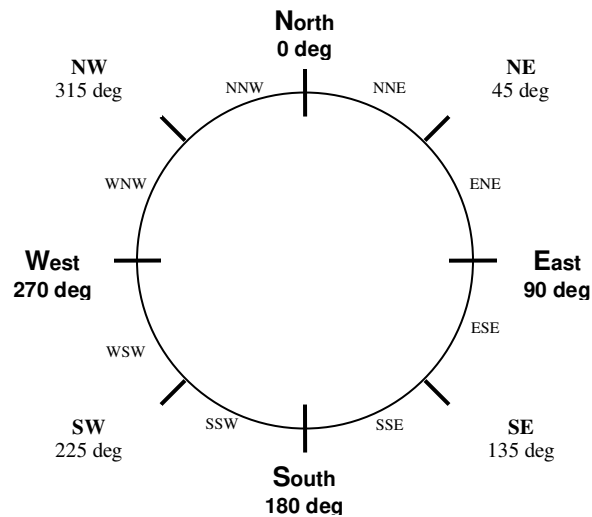 North
0 deg
NW
315 deg
NE
45 deg
NNW
NNE
WNW
ENE
West
270 deg
East
90 deg
WSW
ESE
SW
225 deg
SSW
SSE
SE
135 deg
South
180 deg